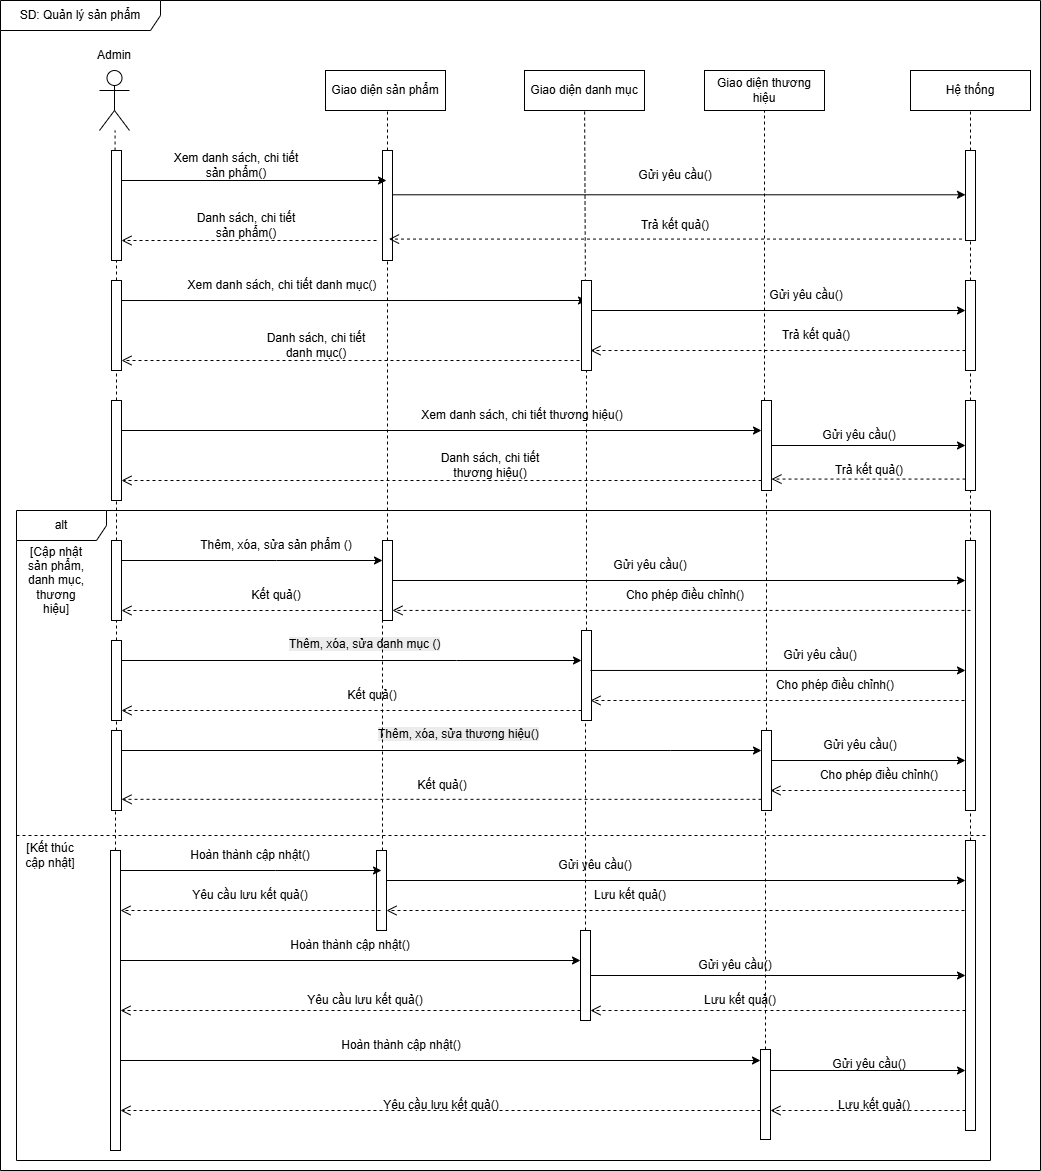 SD: Quản lý sản phẩm
Admin
Giao diện sản phẩm
Giao diện danh mục
Giao diện thương
hiệu
Hệ thống
Xem danh sách, chi tiết
sản phẩm()
Gửi yêu cầu()
Danh sách, chi tiết
sản phẩm()
Trả kết quả()
Xem danh sách, chi tiết danh mục()
Gửi yêu cầu()
Danh sách, chi tiết
danh mục()
Trả kết quả()
Xem danh sách, chi tiết thương hiệu()
Gửi yêu cầu()
Danh sách, chi tiết
thương hiệu()
Trả kết quả()
alt
[Cập nhật
sản phẩm,
danh mục,
thương
hiệu]
Thêm, xóa, sửa sản phẩm ()
Gửi yêu cầu()
Kết quả()
Cho phép điều chỉnh()
Thêm, xóa, sửa danh mục ()
Gửi yêu cầu()
Kết quả()
Cho phép điều chỉnh()
Thêm, xóa, sửa thương hiệu()
Gửi yêu cầu()
Kết quả()
Cho phép điều chỉnh()
[Kết thúc
cập nhật]
Hoàn thành cập nhật()
Gửi yêu cầu()
Yêu cầu lưu kết quả()
Lưu kết quả()
Hoàn thành cập nhật()
Gửi yêu cầu()
Yêu cầu lưu kết quả()
Lưu kết quả()
Hoàn thành cập nhật()
Gửi yêu cầu()
Yêu cầu lưu kết quả()
Lưu kết quả()